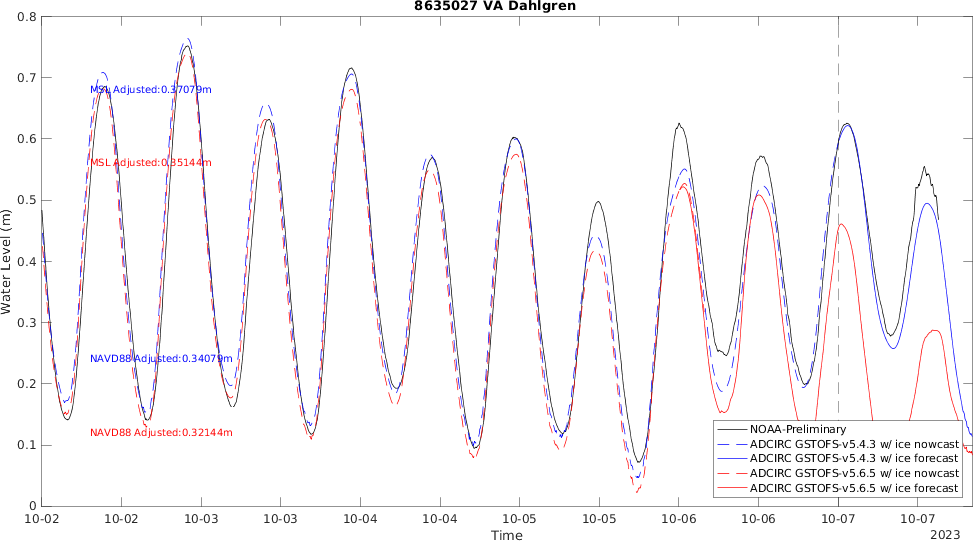 8635027 VA Dahlgren
0.8
0.7
0.6
0.5
0.4
0.3
0.2
0.1
0
Water Level (m)
MSL Adjusted:0.37079m
MSL Adjusted:0.35144m
NAVD88 Adjusted:0.34079m
NAVD88 Adjusted:0.32144m
NOAA-Preliminary
ADCIRC GSTOFS-v5.4.3 w/ ice nowcast
ADCIRC GSTOFS-v5.4.3 w/ ice forecast
ADCIRC GSTOFS-v5.6.5 w/ ice nowcast
ADCIRC GSTOFS-v5.6.5 w/ ice forecast
10-02 10-02 10-03 10-03 10-04 10-04 10-05 10-05 10-06 10-06 10-07 10-07
Time
2023